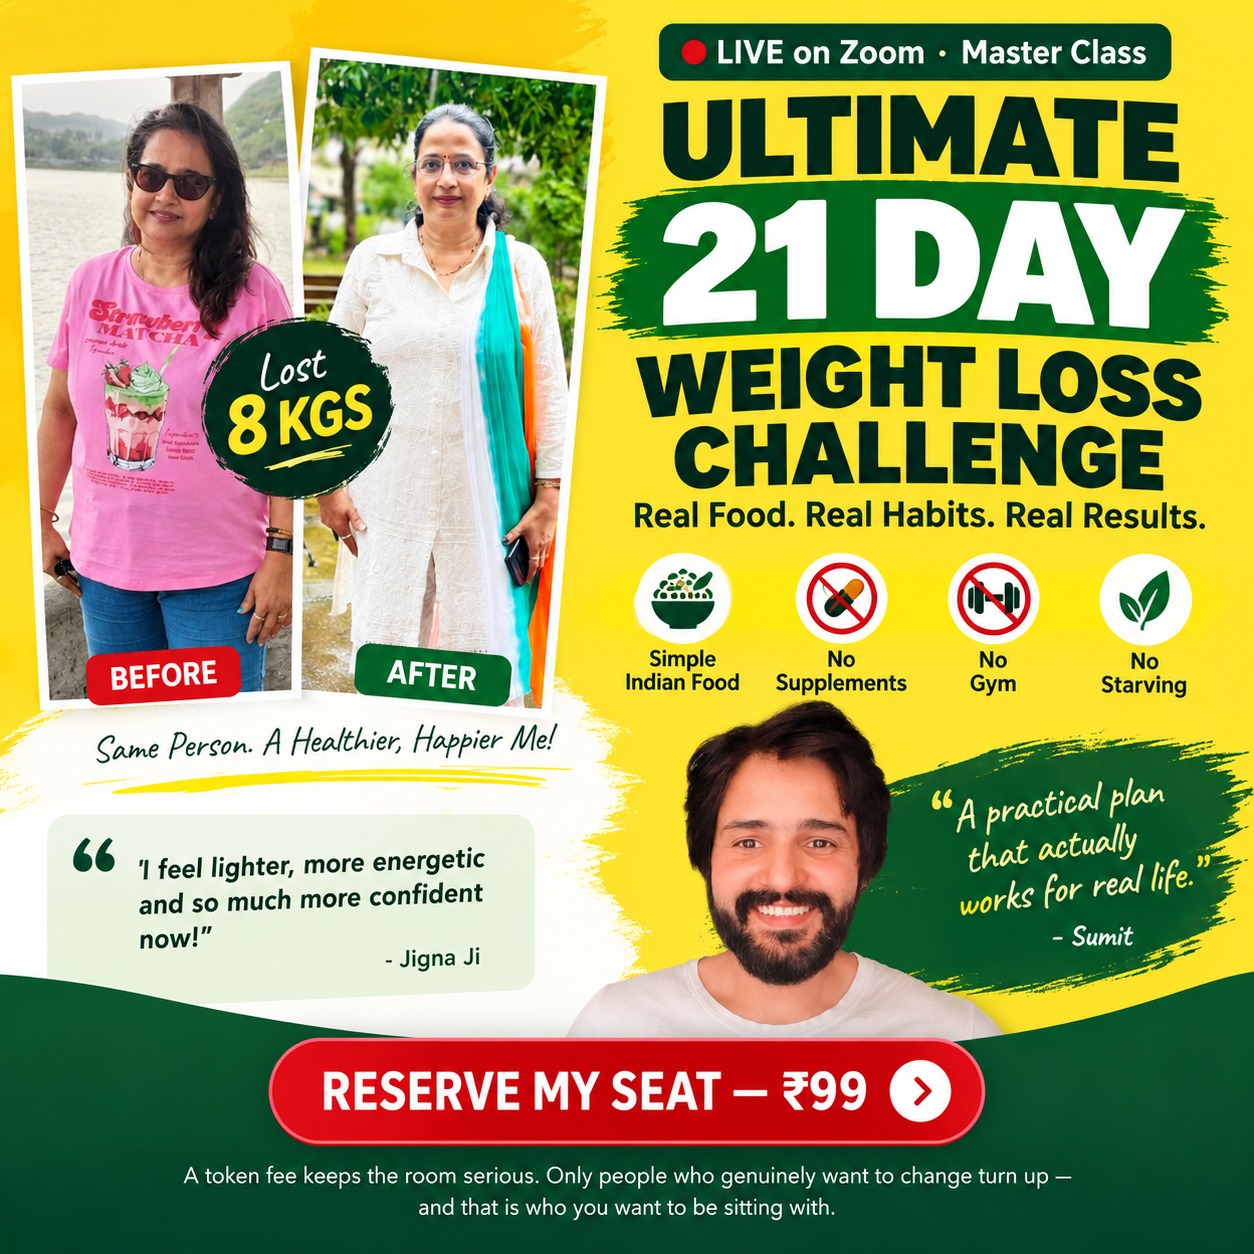 LIVE on Zoom · Master Class
ULTIMATE
21 DAY
WEIGHT LOSS
CHALLENGE
Real Food. Real Habits. Real Results.
Simple
Indian Food
No
Supplements
No
Gym
No
Starving
MATCHA
Lost
8 KGS
BEFORE
AFTER
Same Person. A Healthier, Happier Me!
“'I feel lighter, more energetic
and so much more confident
now!”
- Jigna Ji
“A practical plan
that actually
works for real life.”
- Sumit
RESERVE MY SEAT — ₹99
A token fee keeps the room serious. Only people who genuinely want to change turn up —
and that is who you want to be sitting with.